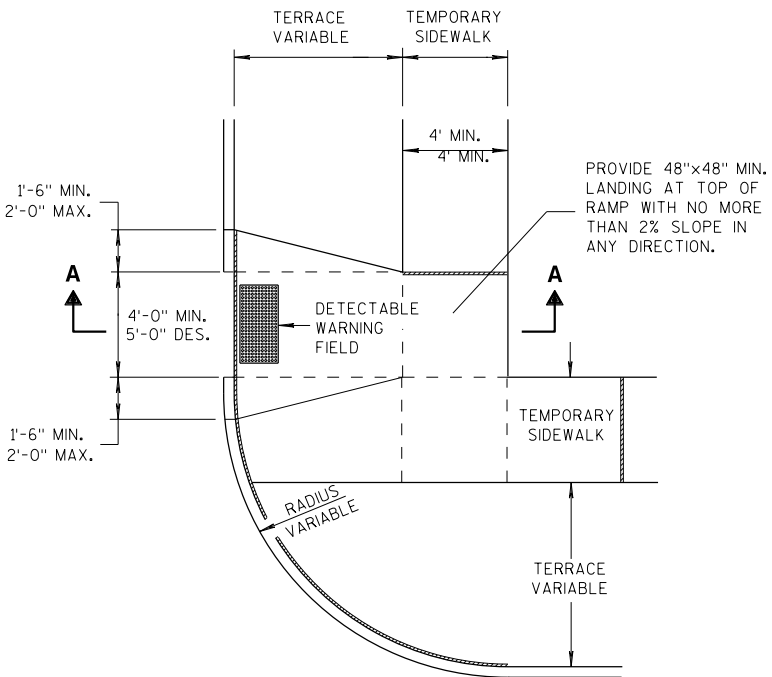 TERRACE
VARIABLE
TEMPORARY
SIDEWALK
4' MIN.
4' MIN.
PROVIDE 48"x48" MIN.
LANDING AT TOP OF
RAMP WITH NO MORE
THAN 2% SLOPE IN
ANY DIRECTION.
1'-6" MIN.
2'-0" MAX.
A
A
4'-0" MIN.
5'-0" DES.
DETECTABLE
WARNING
FIELD
1'-6" MIN.
2'-0" MAX.
TEMPORARY
SIDEWALK
RADIUS
VARIABLE
TERRACE
VARIABLE